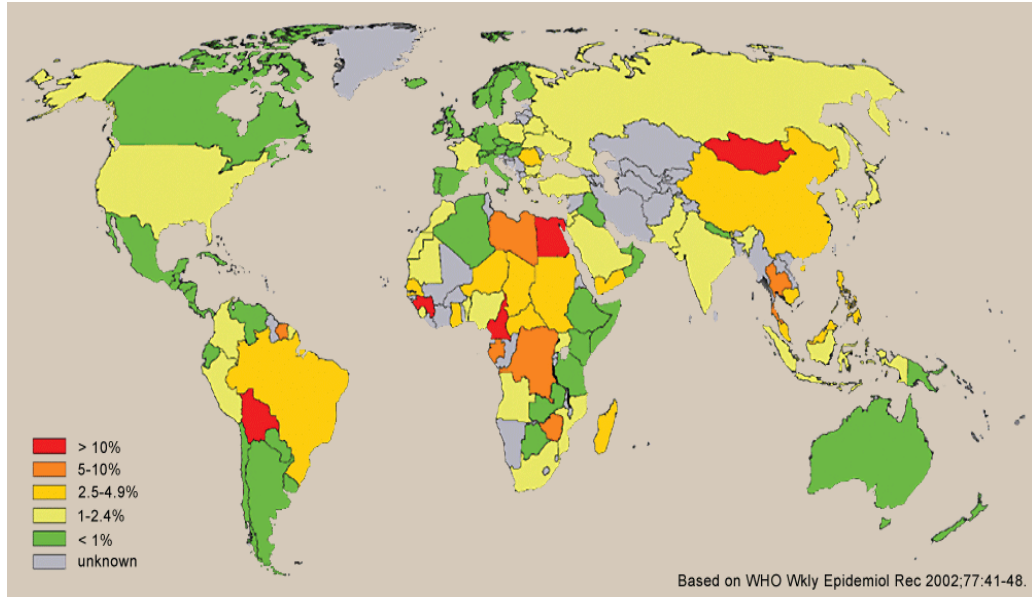 > 10%
5-10%
2.5-4.9%
1-2.4%
< 1%
unknown
Based on WHO Wkly Epidemiol Rec 2002;77:41-48.